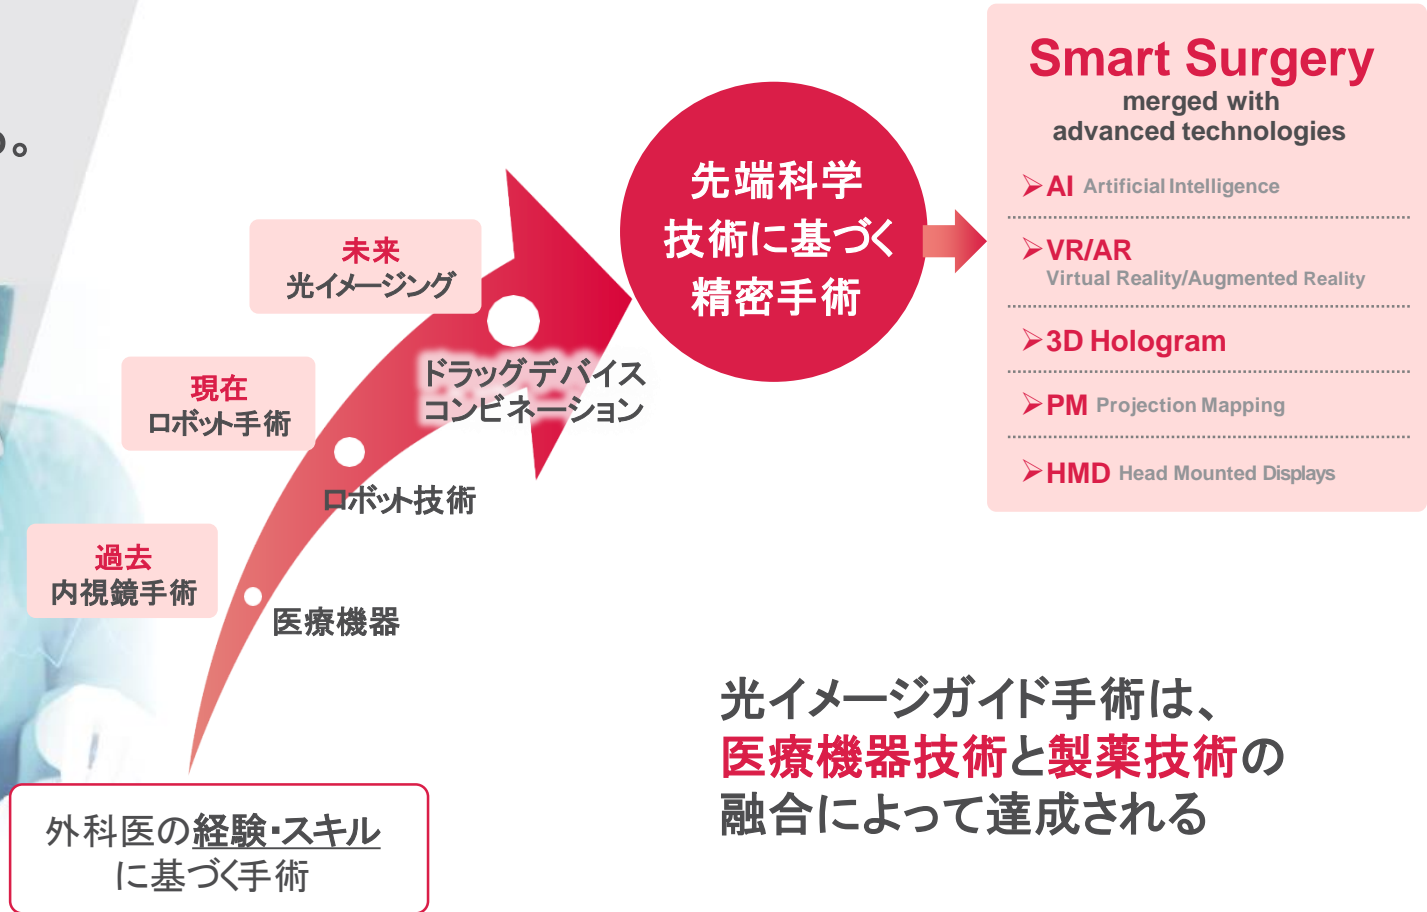 る。
Smart Surgery
merged with
advanced technologies
➢AI Artificial Intelligence
➢VR/AR
Virtual Reality/Augmented Reality
➢3D Hologram
➢PM Projection Mapping
➢HMD Head Mounted Displays
先端科学
技術に基づく
精密手術
未来
光イメージング
ドラッグデバイス
コンビネーション
現在
ロボット手術
ロボット技術
過去
内視鏡手術
医療機器
外科医の経験・スキル
に基づく手術
光イメージガイド手術は、
医療機器技術と製薬技術の
融合によって達成される